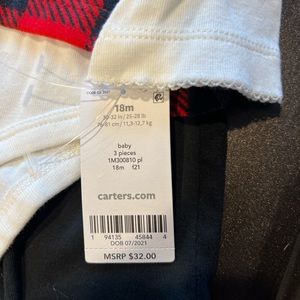 18m
30-32 in / 25-28 lb
76-81 cm / 11,3-12,7 kg
baby
3 pieces
1M300810 pl
18m f21
carters.com
1 94135 45844 4
DOB 07/2021
MSRP $32.00